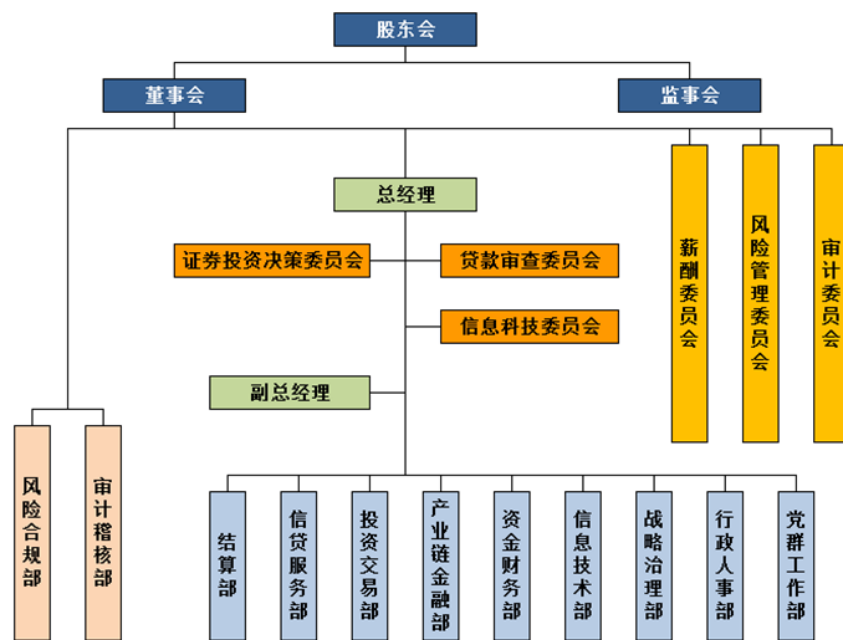 股东会
董事会
监事会
总经理
证券投资决策委员会
贷款审查委员会
信息科技委员会
副总经理
薪酬委员会
风险管理委员会
审计委员会
风险合规部
审计稽核部
结算部
信贷服务部
投资交易部
产业链金融部
资金财务部
信息技术部
战略治理部
行政人事部
党群工作部